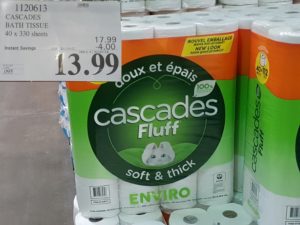 1120613
CASCADES
BATH TISSUE
40 x 330 sheets
17.99
Instant Savings
-4.00
13.99
NOUVEL EMBALLAGE
NEW LOOK
doux et épais
100%
cascades
Fluff
soft & thick
ENVIRO